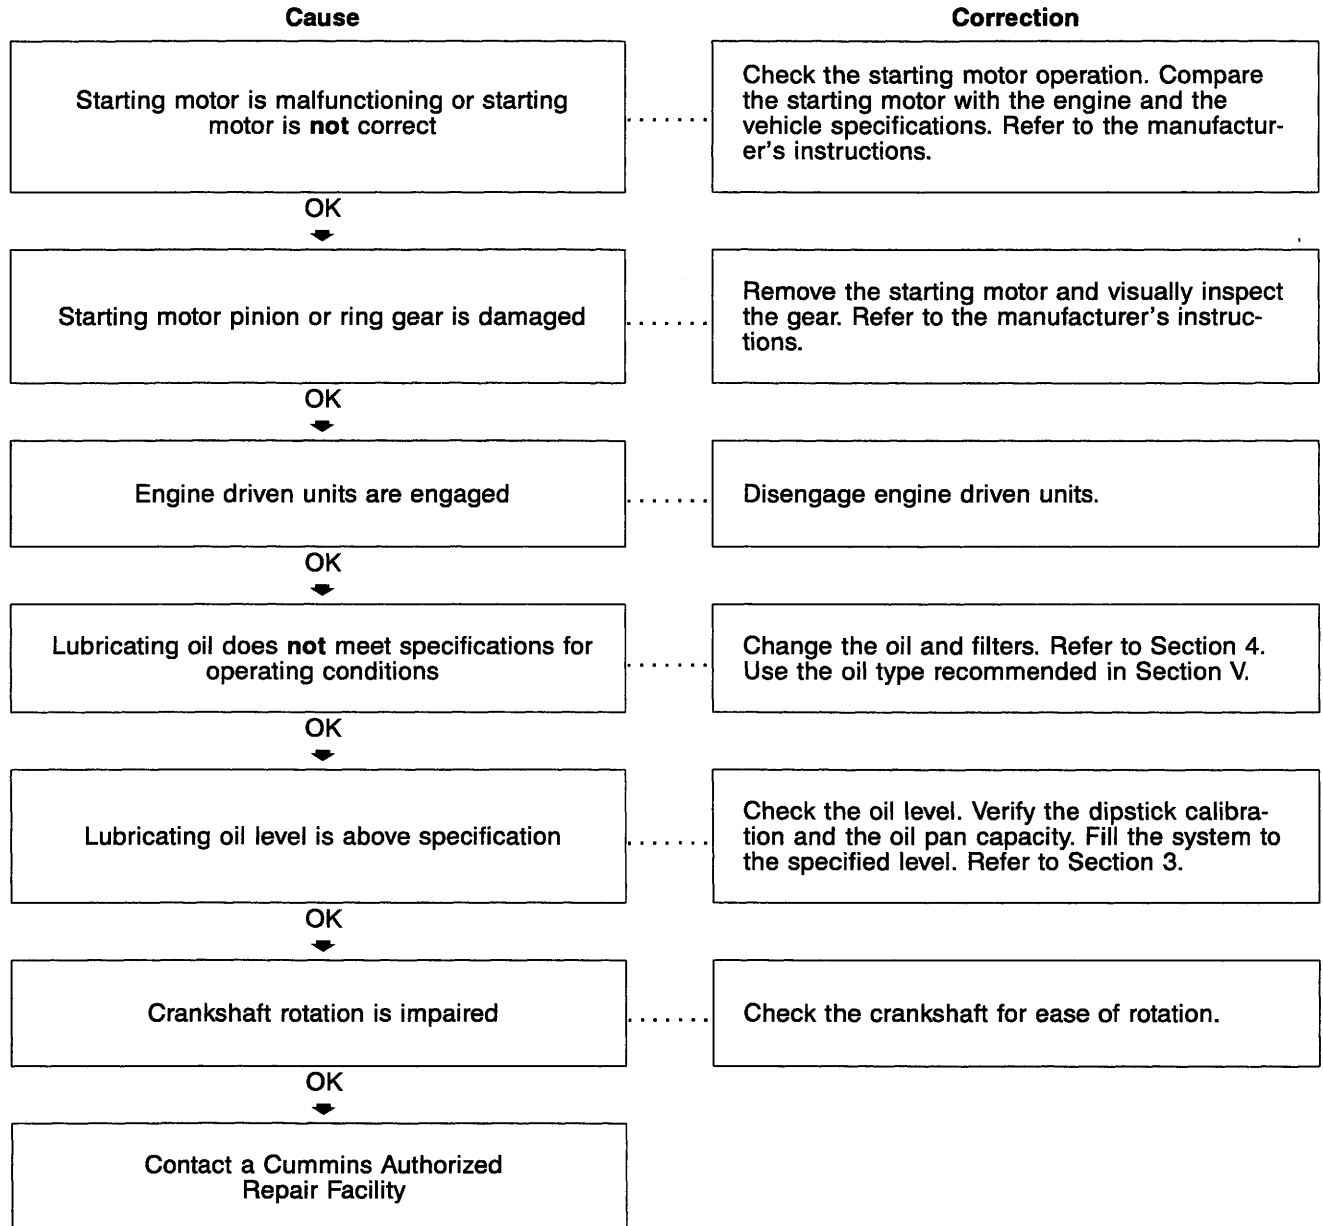 Cause
Correction
Starting motor is malfunctioning or starting
motor is not correct
. . . . . . .
Check the starting motor operation. Compare
the starting motor with the engine and the
vehicle specifications. Refer to the manufactur-
er's instructions.
OK
Starting motor pinion or ring gear is damaged
. . . . . . .
Remove the starting motor and visually inspect
the gear. Refer to the manufacturer's instruc-
tions.
OK
Engine driven units are engaged
. . . . . . .
Disengage engine driven units.
OK
Lubricating oil does not meet specifications for
operating conditions
. . . . . . .
Change the oil and filters. Refer to Section 4.
Use the oil type recommended in Section V.
OK
Lubricating oil level is above specification
. . . . . . .
Check the oil level. Verify the dipstick calibra-
tion and the oil pan capacity. Fill the system to
the specified level. Refer to Section 3.
OK
Crankshaft rotation is impaired
. . . . . . .
Check the crankshaft for ease of rotation.
OK
Contact a Cummins Authorized
Repair Facility